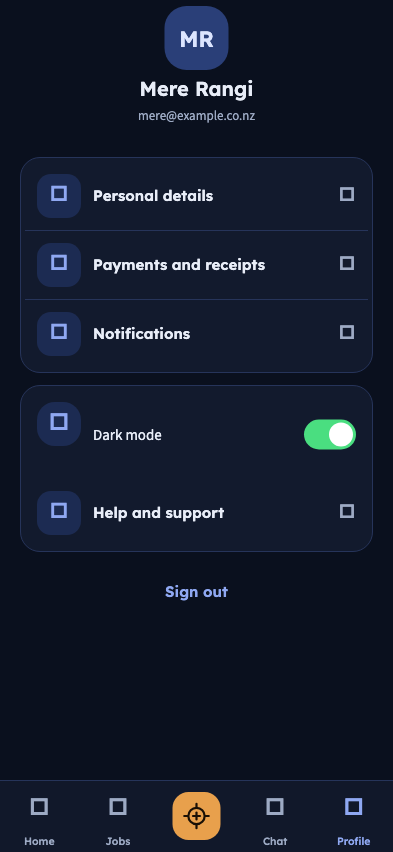 MR
Mere Rangi
mere@example.co.nz
Personal details
Payments and receipts
Notifications
Dark mode
Help and support
Sign out
Home
Jobs
Chat
Profile